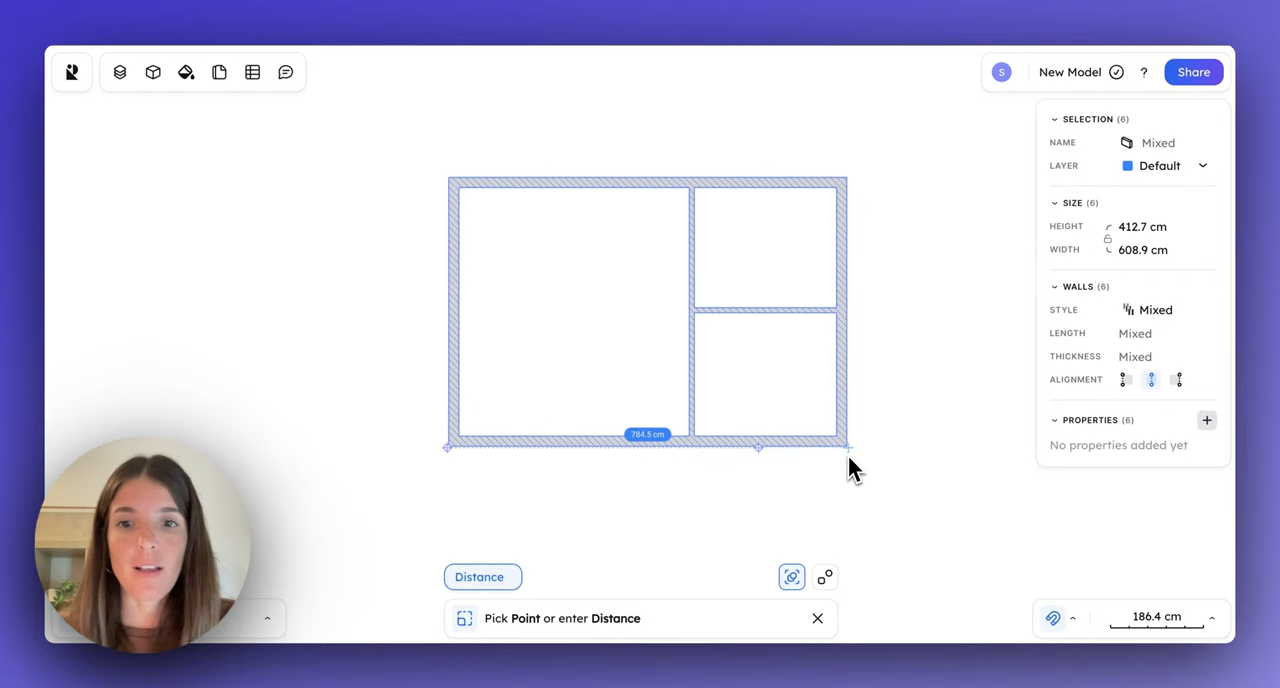 S
New Model
?
Share
SELECTION (6)
NAME Mixed
LAYER Default
SIZE (6)
HEIGHT 412.7 cm
WIDTH 608.9 cm
WALLS (6)
STYLE Mixed
LENGTH Mixed
THICKNESS Mixed
ALIGNMENT
PROPERTIES (6)
No properties added yet
784.5 cm
Distance
Pick Point or enter Distance
186.4 cm